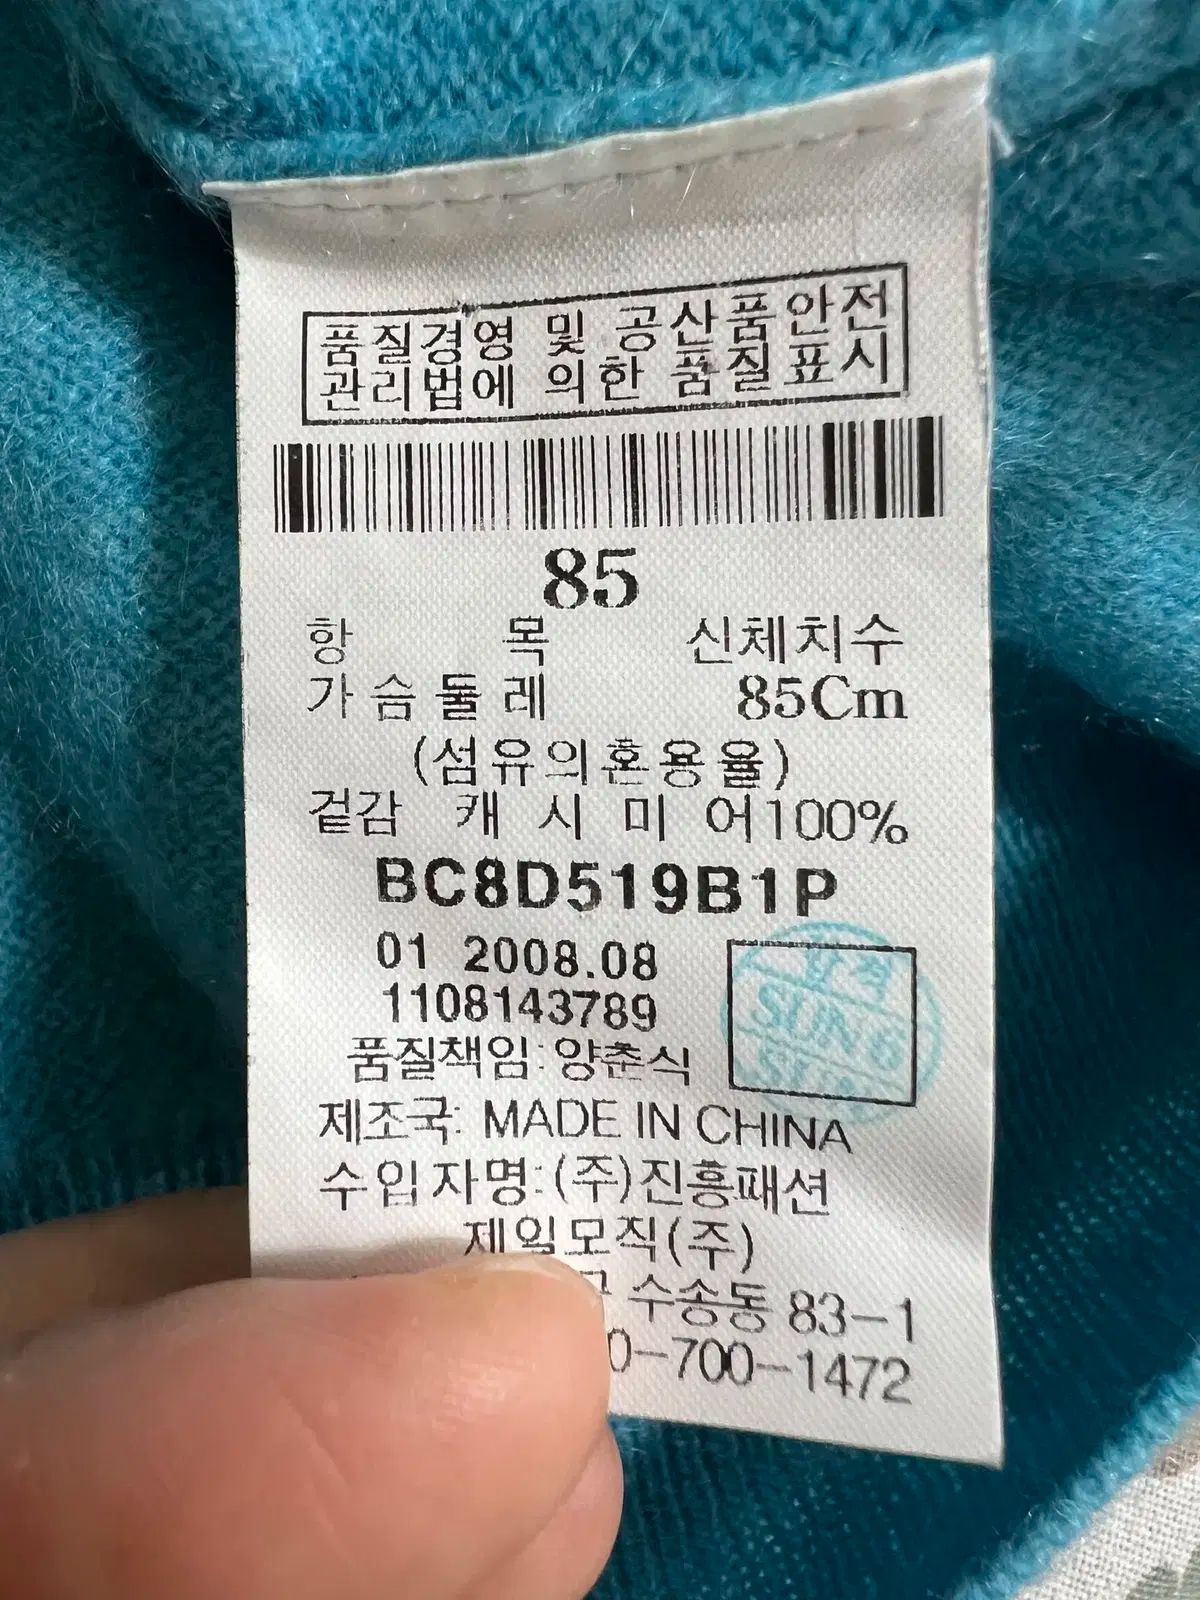 품질경영 및 공산품안전
관리법에 의한 품질표시
85
항 목 신체치수
가슴둘레 85Cm
(섬유의혼용율)
겉감 캐시미어100%
BC8D519B1P
01 2008.08
1108143789
품질책임:양춘식
제조국: MADE IN CHINA
수입자명:(주)진흥패션
제일모직(주)
수송동 83-1
0-700-1472